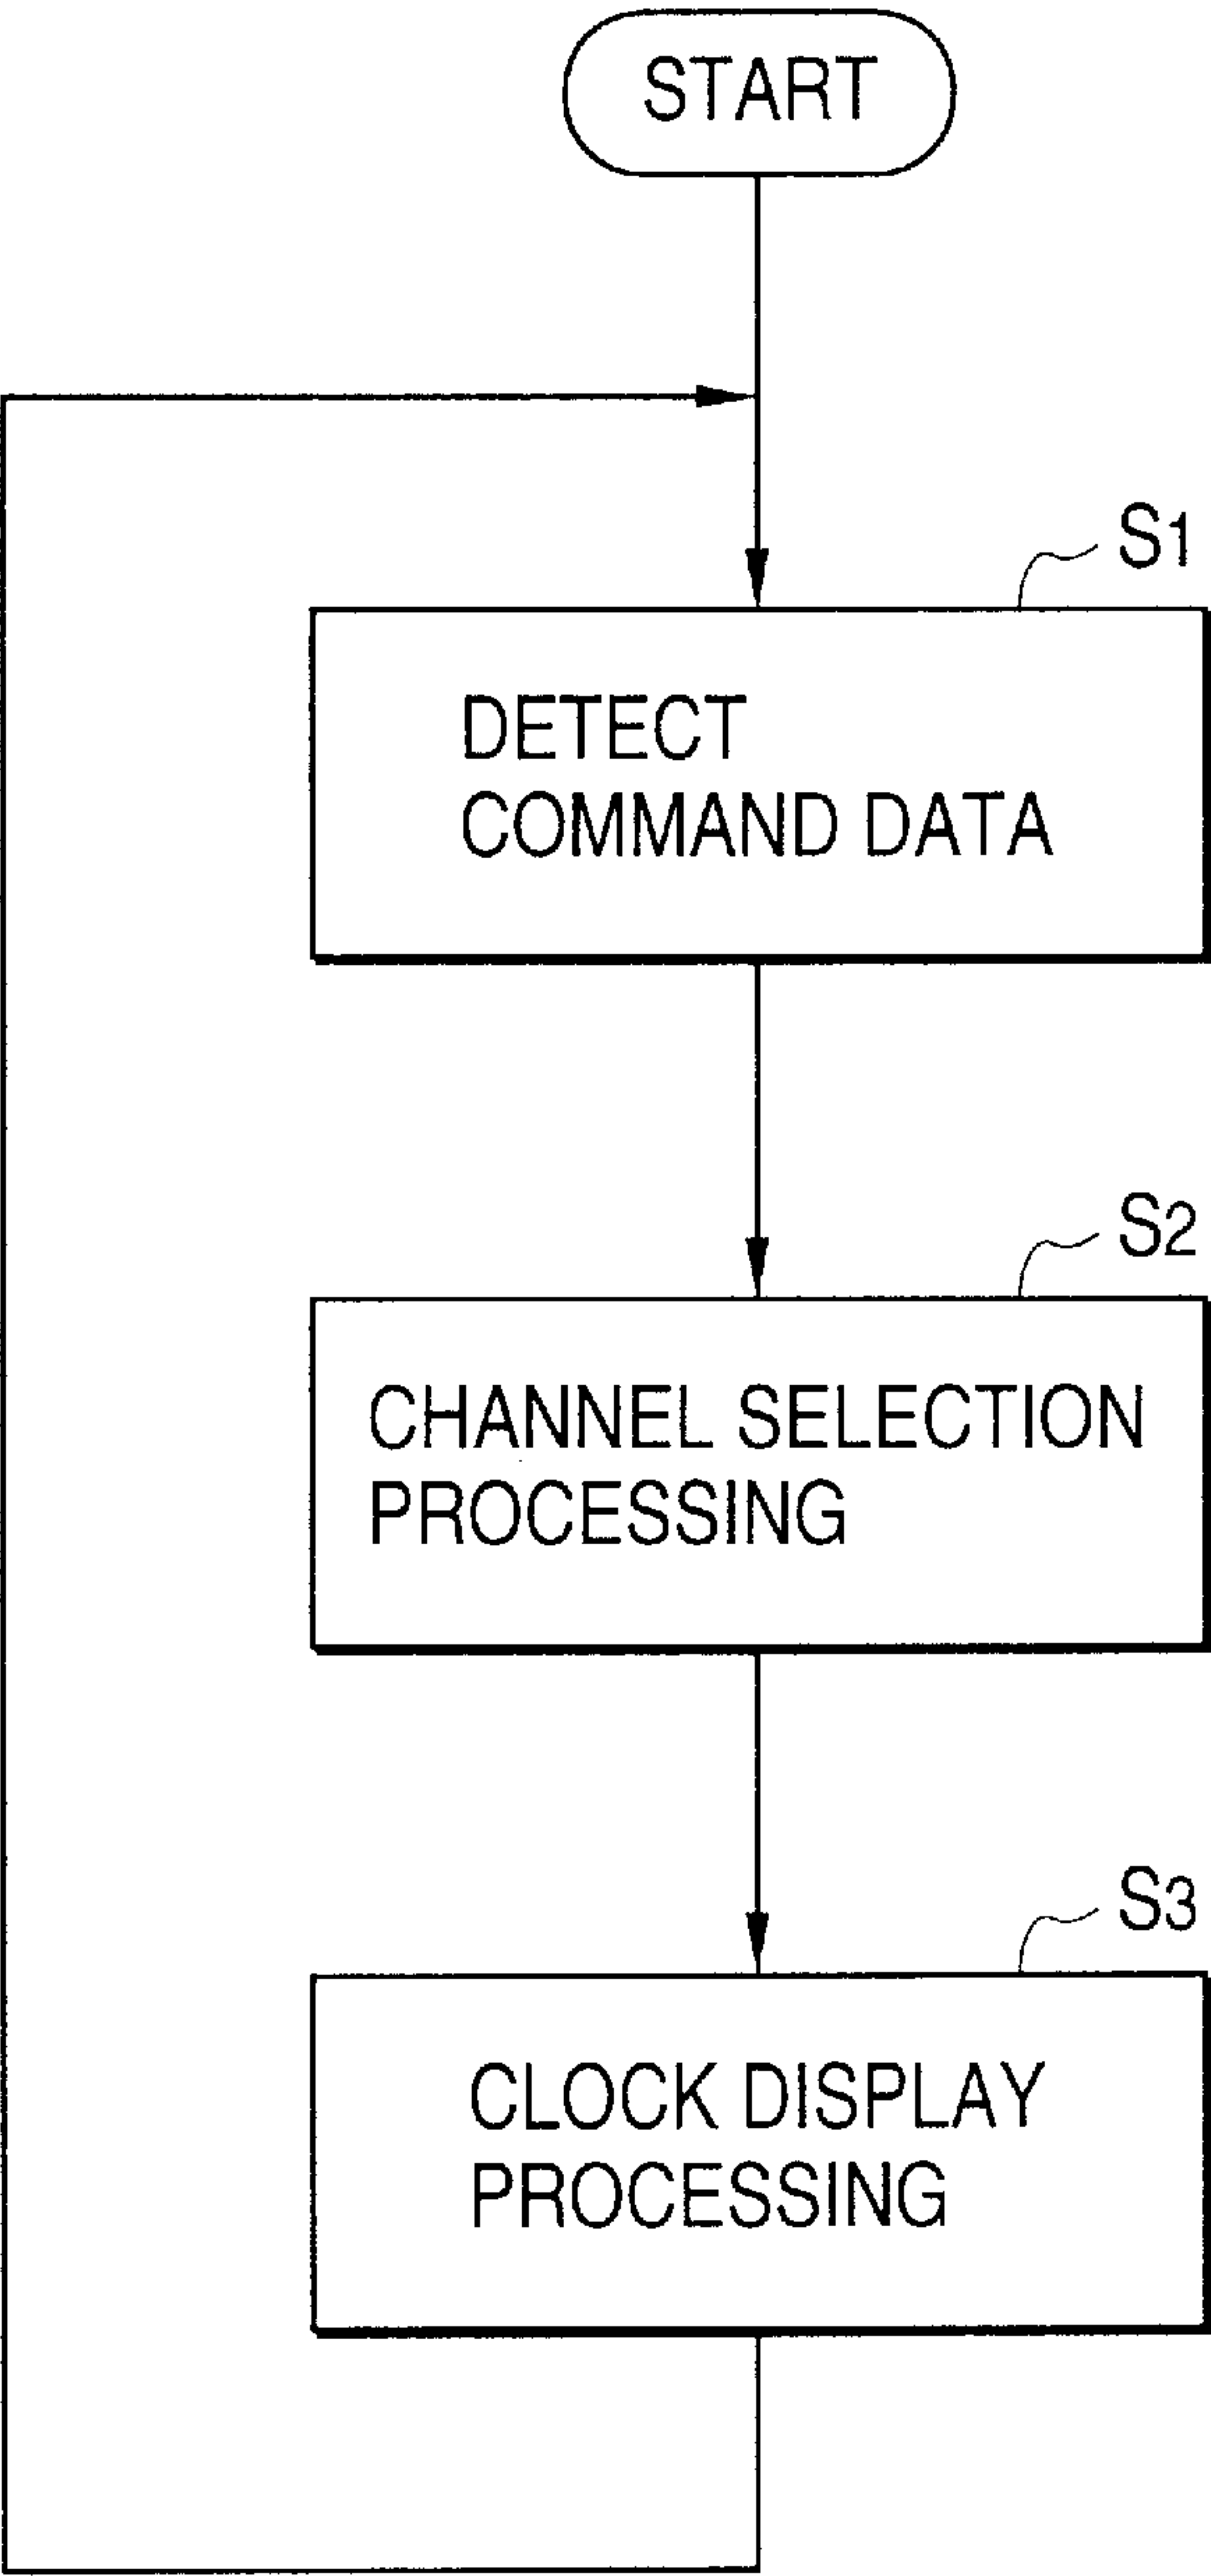 START
S1
DETECT
COMMAND DATA
S2
CHANNEL SELECTION
PROCESSING
S3
CLOCK DISPLAY
PROCESSING